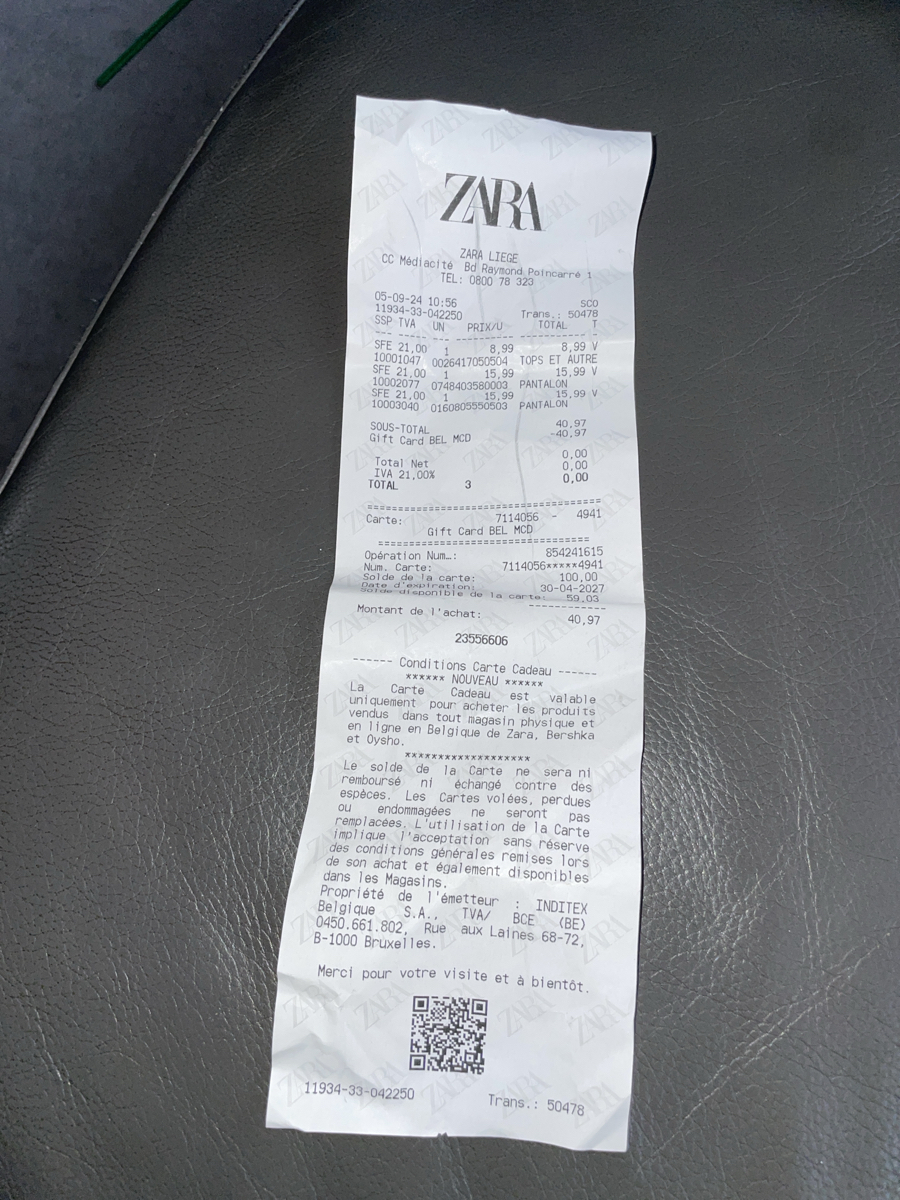 ZARA
ZARA LIEGE
CC Médiacité Bd Raymond Poincarré 1
TEL: 0800 78 323
05-09-24 10:56 SCO
11934-33-042250 Trans.: 50478
SSP TVA UN PRIX/U TOTAL T
--- ----- --- ------- -------- -
SFE 21,00 1 8,99 8,99 V
10001047 0026417050504 TOPS ET AUTRE
SFE 21,00 1 15,99 15,99 V
10002077 0748403580003 PANTALON
SFE 21,00 1 15,99 15,99 V
10003040 0160805550503 PANTALON
SOUS-TOTAL 40,97
Gift Card BEL MCD -40,97
Total Net 0,00
IVA 21,00% 0,00
TOTAL 3 0,00
====================================
Carte: 7114056 - 4941
Gift Card BEL MCD
================================
Opération Num…: 854241615
Num. Carte: 7114056*****4941
Solde de la carte: 100,00
Date d'expiration: 30-04-2027
Solde disponible de la carte: 59,03
------------
Montant de l'achat: 40,97
23556606
------ Conditions Carte Cadeau ------
****** NOUVEAU ******
La Carte Cadeau est valable
uniquement pour acheter les produits
vendus dans tout magasin physique et
en ligne en Belgique de Zara, Bershka
et Oysho.
*******************
Le solde de la Carte ne sera ni
remboursé ni échangé contre des
espèces. Les Cartes volées, perdues
ou endommagées ne seront pas
remplacées. L'utilisation de la Carte
implique l'acceptation sans réserve
des conditions générales remises lors
de son achat et également disponibles
dans les Magasins.
Propriété de l'émetteur : INDITEX
Belgique S.A., TVA/ BCE (BE)
0450.661.802, Rue aux Laines 68-72,
B-1000 Bruxelles.
Merci pour votre visite et à bientôt.
11934-33-042250 Trans.: 50478